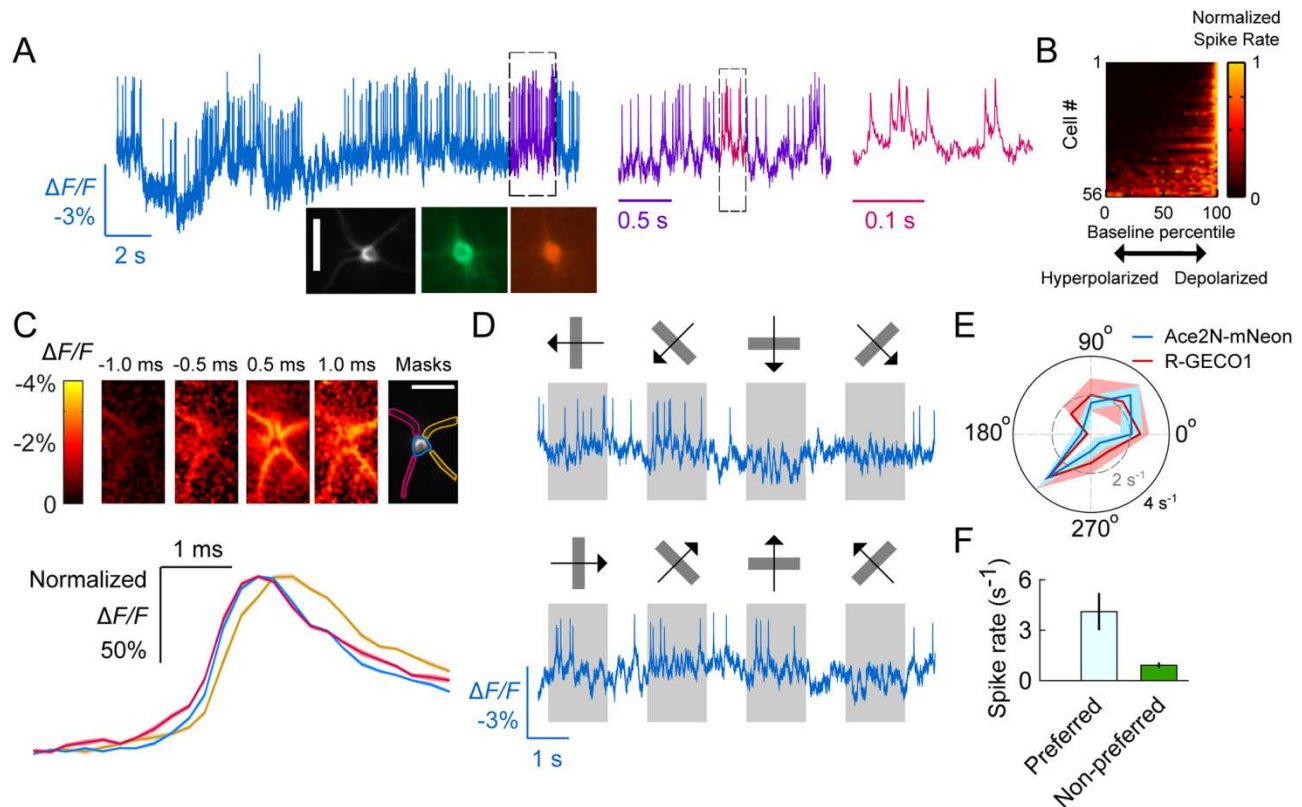 A
ΔF/F
-3%
2 s
0.5 s
0.1 s
B
Normalized
Spike Rate
1
Cell #
56
1
0
0 50 100
Baseline percentile
Hyperpolarized Depolarized
C
ΔF/F
-4%
-2%
0
-1.0 ms -0.5 ms 0.5 ms 1.0 ms Masks
1 ms
Normalized
ΔF/F
50%
D
ΔF/F
-3%
1 s
E
Ace2N-mNeon
R-GECO1
90°
180°
0°
270°
2 s⁻¹
4 s⁻¹
F
Spike rate (s⁻¹)
6
3
0
Preferred
Non-preferred